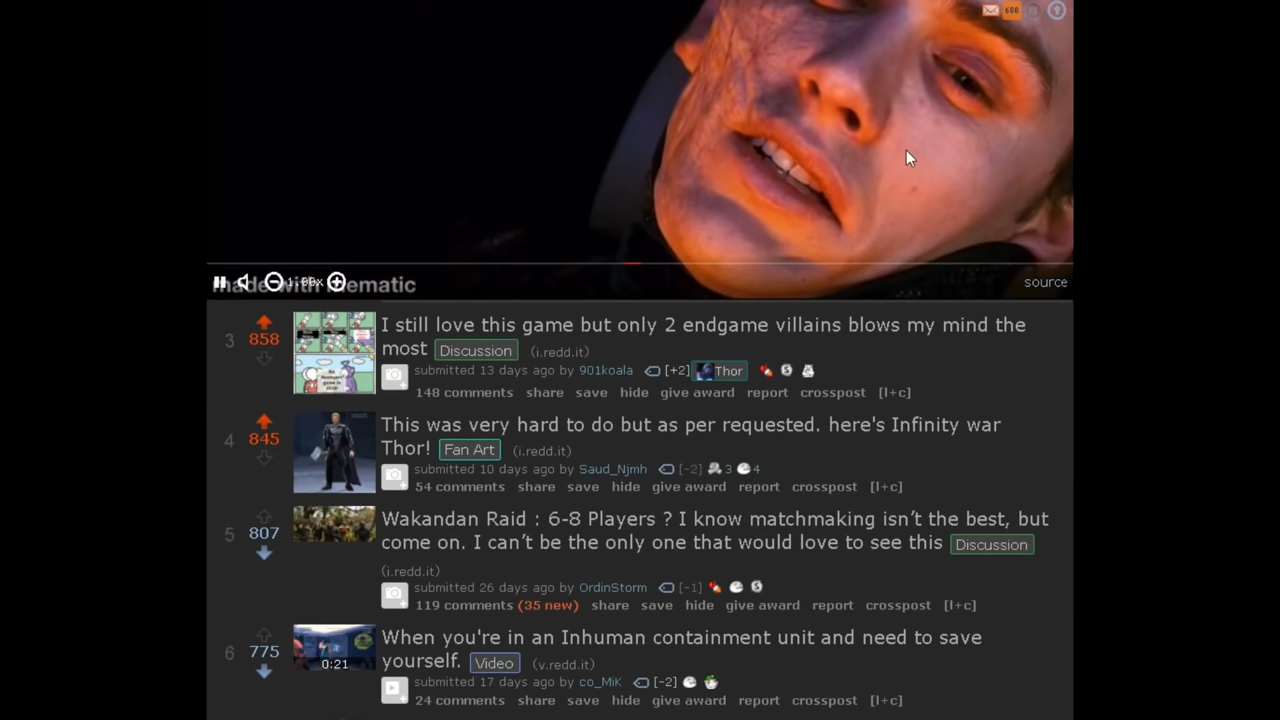 680
1.00x
source
made with mematic
3
858
I still love this game but only 2 endgame villains blows my mind the
most Discussion (i.redd.it)
submitted 13 days ago by 901koala [+2] Thor
148 comments share save hide give award report crosspost [l+c]
4
845
This was very hard to do but as per requested. here's Infinity war
Thor! Fan Art (i.redd.it)
submitted 10 days ago by Saud_Njmh [-2] 3 4
54 comments share save hide give award report crosspost [l+c]
5
807
Wakandan Raid : 6-8 Players ? I know matchmaking isn’t the best, but
come on. I can’t be the only one that would love to see this Discussion
(i.redd.it)
submitted 26 days ago by OrdinStorm [-1]
119 comments (35 new) share save hide give award report crosspost [l+c]
6
775
When you're in an Inhuman containment unit and need to save
yourself. Video (v.redd.it)
0:21
submitted 17 days ago by co_MiK [-2]
24 comments share save hide give award report crosspost [l+c]